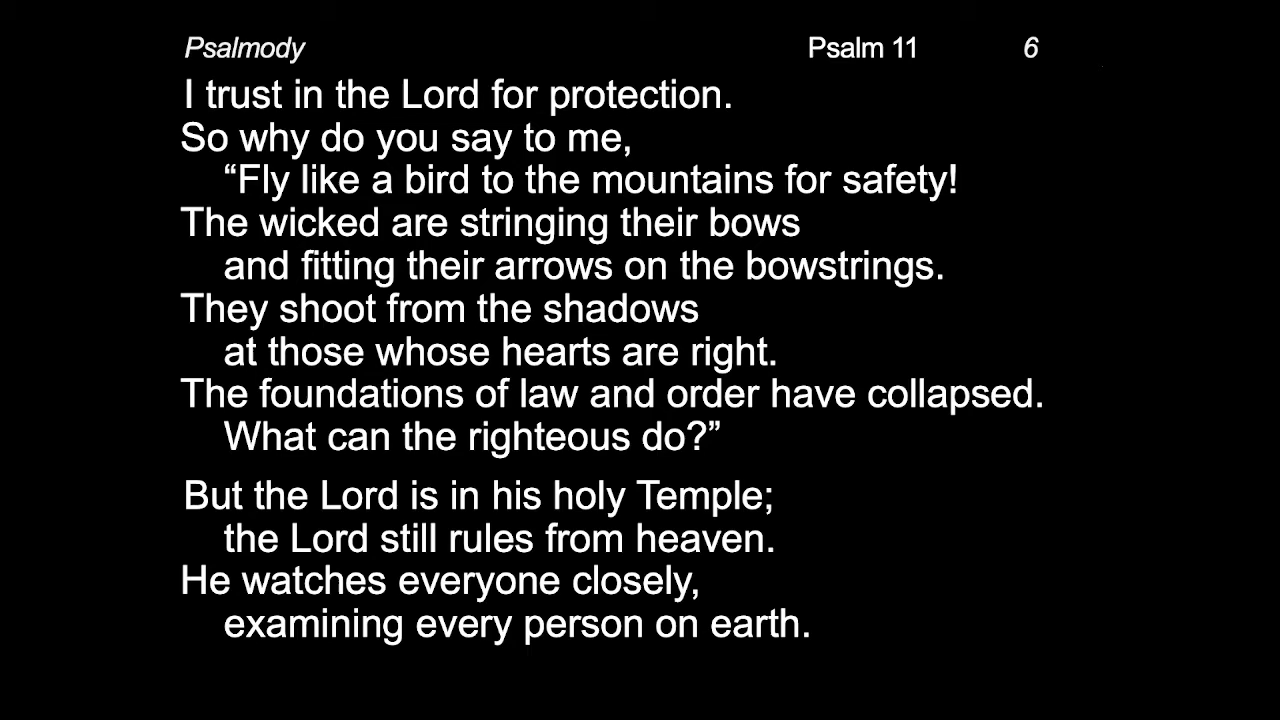 Psalmody Psalm 11 6
I trust in the Lord for protection.
So why do you say to me,
“Fly like a bird to the mountains for safety!
The wicked are stringing their bows
and fitting their arrows on the bowstrings.
They shoot from the shadows
at those whose hearts are right.
The foundations of law and order have collapsed.
What can the righteous do?”
But the Lord is in his holy Temple;
the Lord still rules from heaven.
He watches everyone closely,
examining every person on earth.